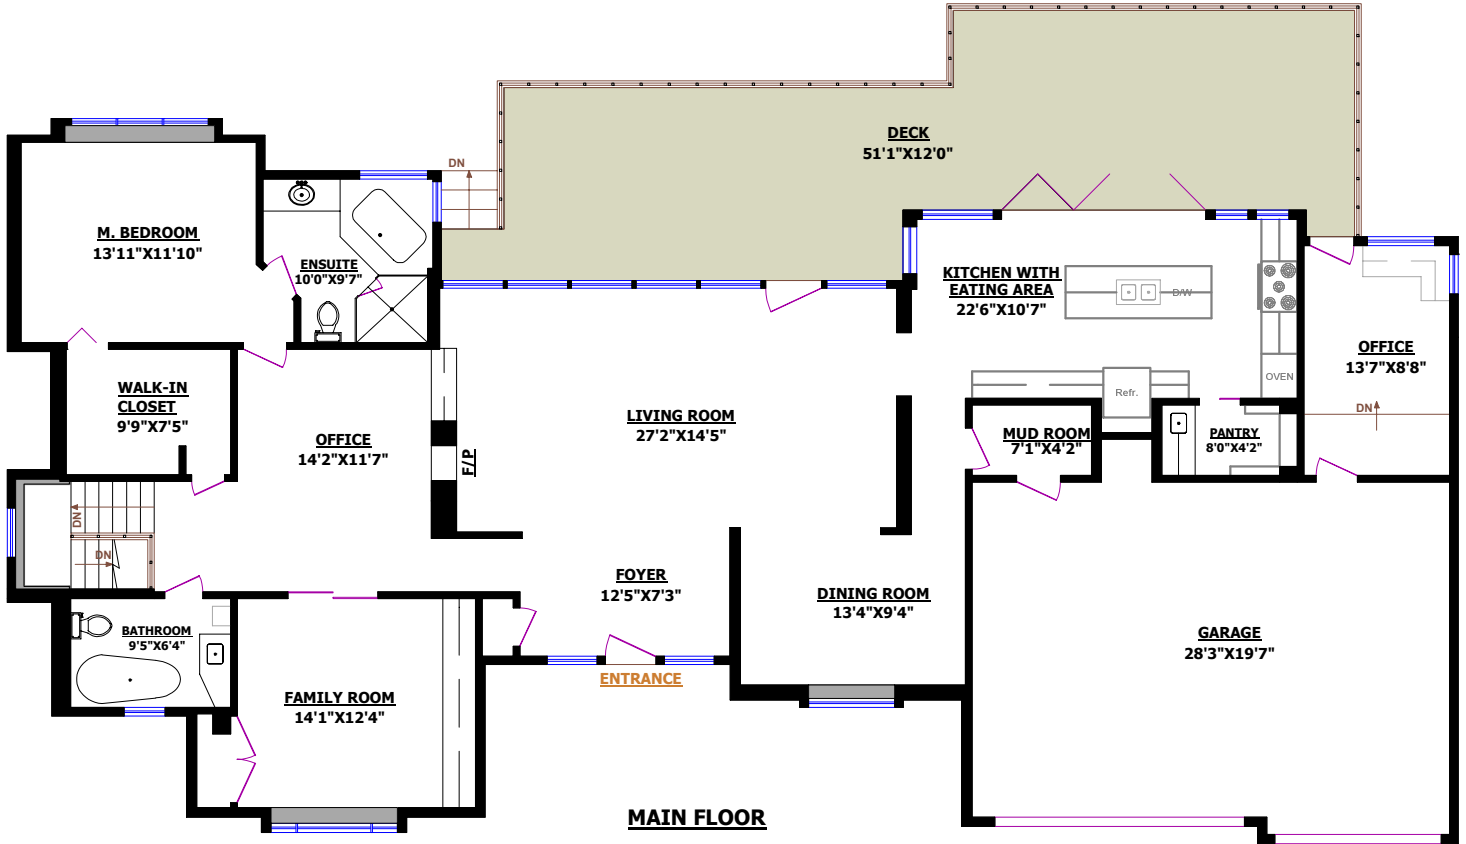 DECK
51'1"X12'0"
DN
M. BEDROOM
13'11"X11'10"
ENSUITE
10'0"X9'7"
KITCHEN WITH
EATING AREA
22'6"X10'7"
D/W
OVEN
Refr.
OFFICE
13'7"X8'8"
DN
WALK-IN
CLOSET
9'9"X7'5"
OFFICE
14'2"X11'7"
F/P
LIVING ROOM
27'2"X14'5"
MUD ROOM
7'1"X4'2"
PANTRY
8'0"X4'2"
DN
DN
FOYER
12'5"X7'3"
DINING ROOM
13'4"X9'4"
BATHROOM
9'5"X6'4"
GARAGE
28'3"X19'7"
ENTRANCE
FAMILY ROOM
14'1"X12'4"
MAIN FLOOR